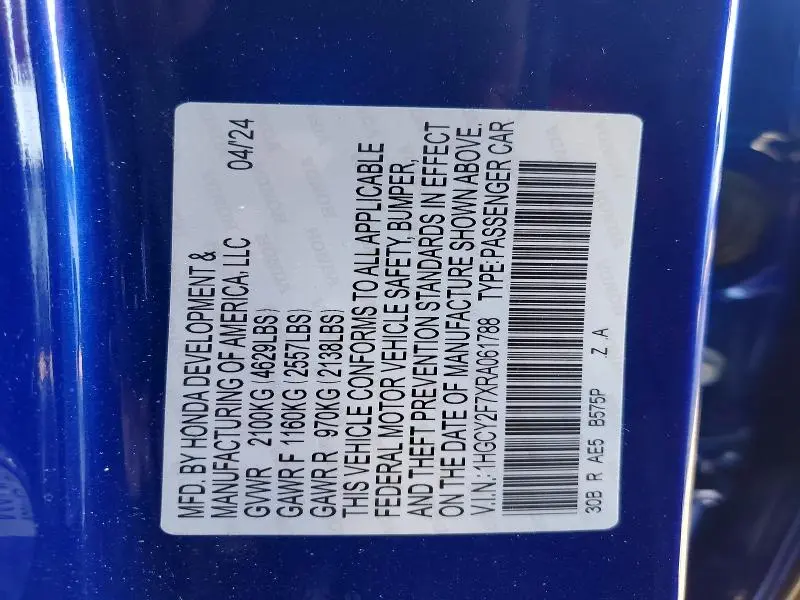 MFD. BY HONDA DEVELOPMENT &
MANUFACTURING OF AMERICA, LLC 04/'24
GVWR 2100KG (4629LBS)
GAWR F 1160KG (2557LBS)
GAWR R 970KG (2138LBS)
THIS VEHICLE CONFORMS TO ALL APPLICABLE
FEDERAL MOTOR VEHICLE SAFETY, BUMPER,
AND THEFT PREVENTION STANDARDS IN EFFECT
ON THE DATE OF MANUFACTURE SHOWN ABOVE.
V.I.N.: 1HGCY2F7XRA061788 TYPE: PASSENGER CAR
30B R AE5 B575P Z .A